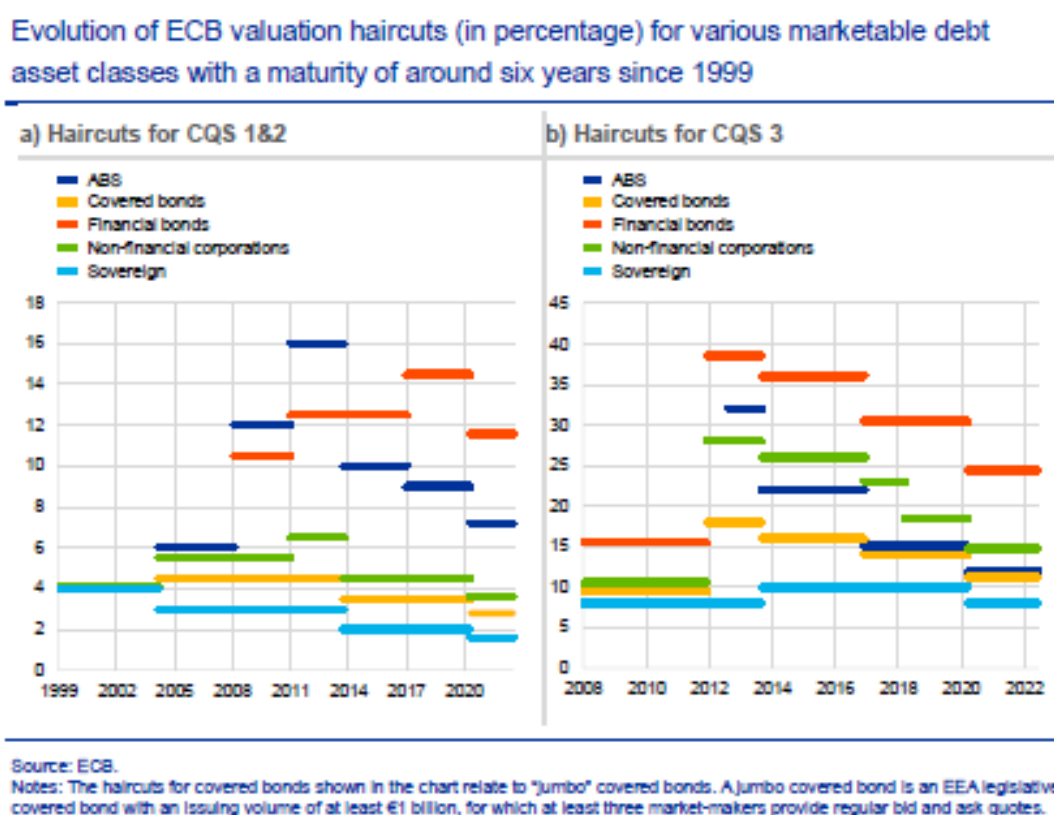 Evolution of ECB valuation haircuts (in percentage) for various marketable debt
asset classes with a maturity of around six years since 1999
a) Haircuts for CQS 1&2
ABS
Covered bonds
Financial bonds
Non-financial corporations
Sovereign
18
16
14
12
10
8
6
4
2
0
1999 2002 2005 2008 2011 2014 2017 2020
b) Haircuts for CQS 3
ABS
Covered bonds
Financial bonds
Non-financial corporations
Sovereign
45
40
35
30
25
20
15
10
5
0
2008 2010 2012 2014 2016 2018 2020 2022
Source: ECB.
Notes: The haircuts for covered bonds shown in the chart relate to "jumbo" covered bonds. A jumbo covered bond is an EEA legislative
covered bond with an issuing volume of at least €1 billion, for which at least three market-makers provide regular bid and ask quotes.